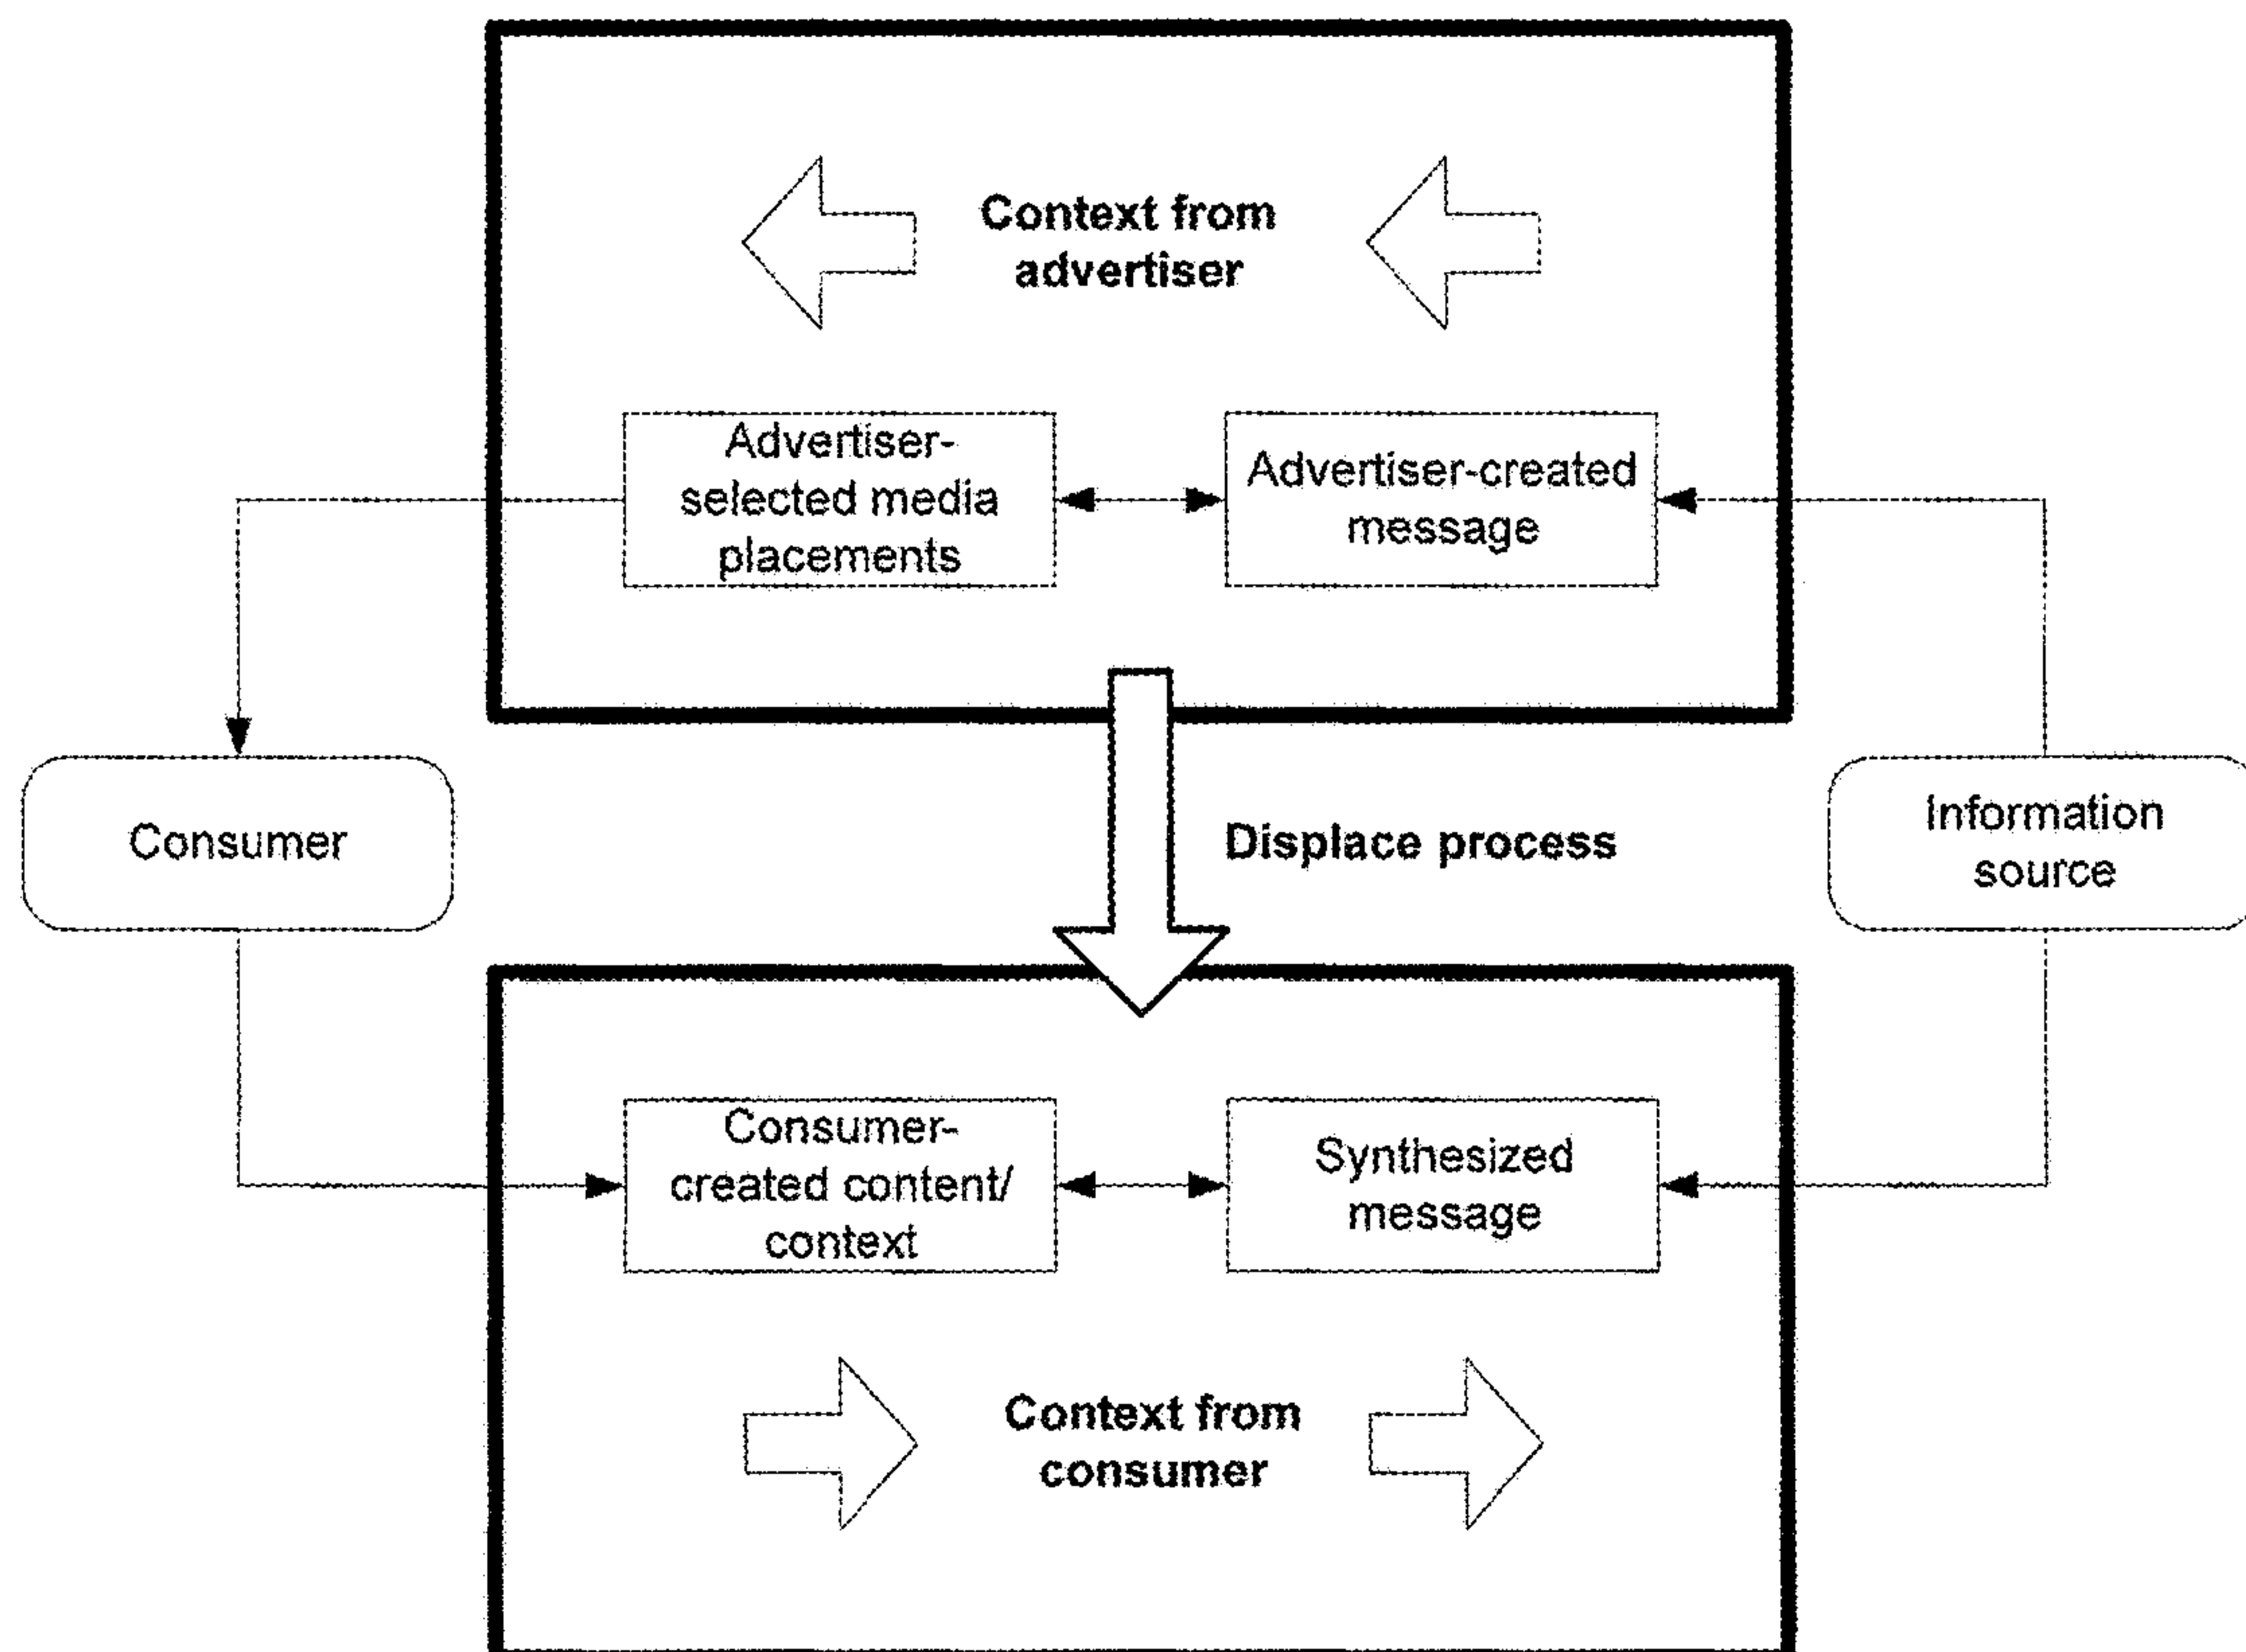 Context from
advertiser
Advertiser-
selected media
placements
Advertiser-created
message
Consumer
Displace process
Information
source
Consumer-
created content/
context
Synthesized
message
Context from
consumer